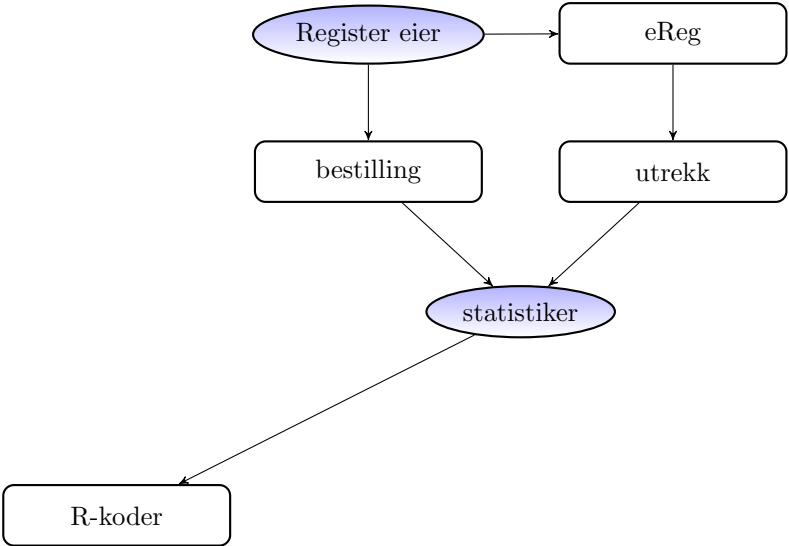 Register eier
eReg
bestilling
utrekk
statistiker
R-koder